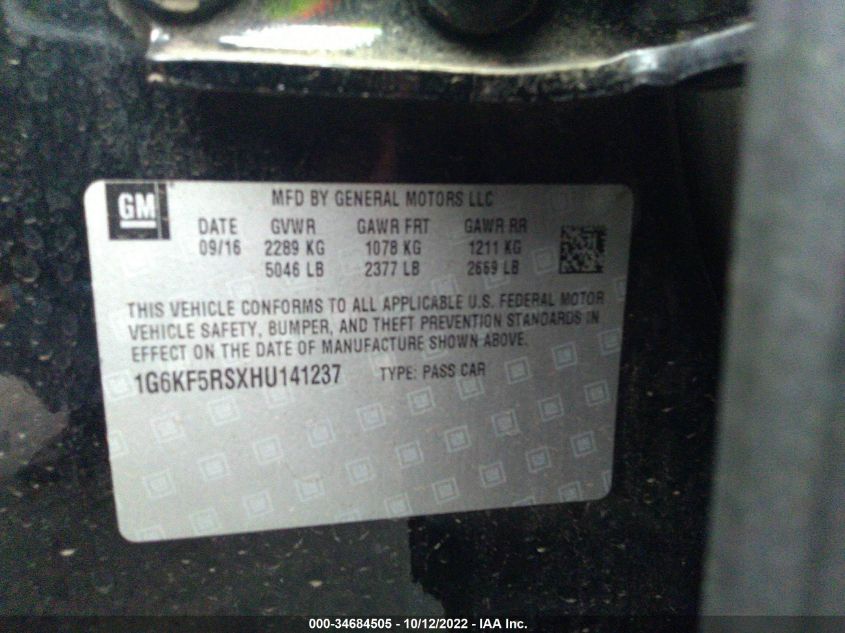 GM
MFD BY GENERAL MOTORS LLC
DATE GVWR GAWR FRT GAWR RR
09/16 2289 KG 1078 KG 1211 KG
5046 LB 2377 LB 2669 LB
THIS VEHICLE CONFORMS TO ALL APPLICABLE U.S. FEDERAL MOTOR
VEHICLE SAFETY, BUMPER, AND THEFT PREVENTION STANDARDS IN
EFFECT ON THE DATE OF MANUFACTURE SHOWN ABOVE.
1G6KF5RSXHU141237 TYPE: PASS CAR
000-34684505 - 10/12/2022 - IAA Inc.